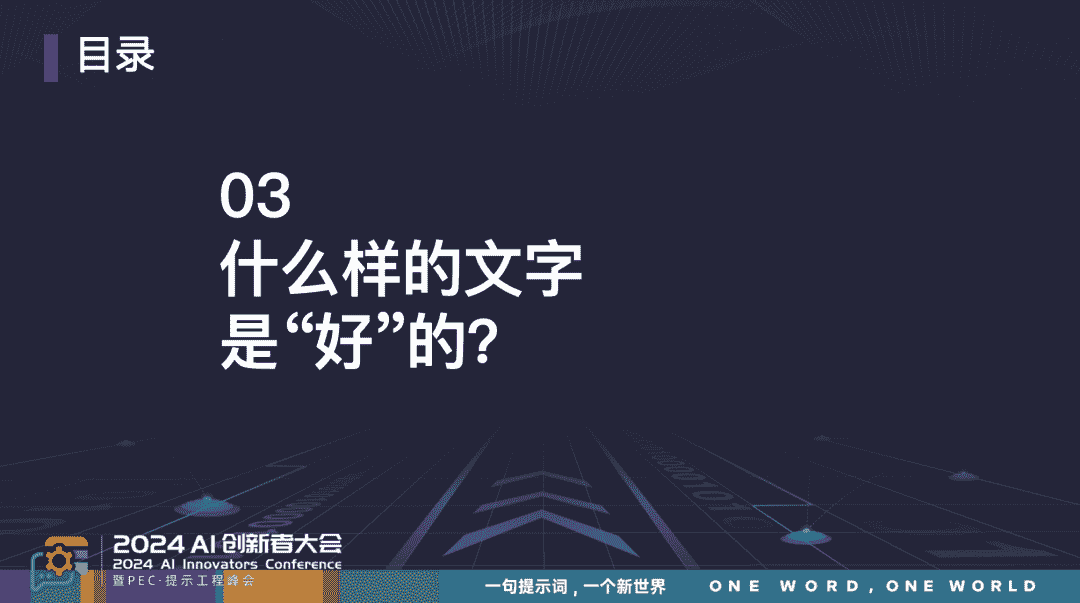 目录
03
什么样的文字
是“好”的？
2024 AI 创新者大会
2024 AI Innovators Conference
暨PEC·提示工程峰会
一句提示词，一个新世界
ONE WORD, ONE WORLD